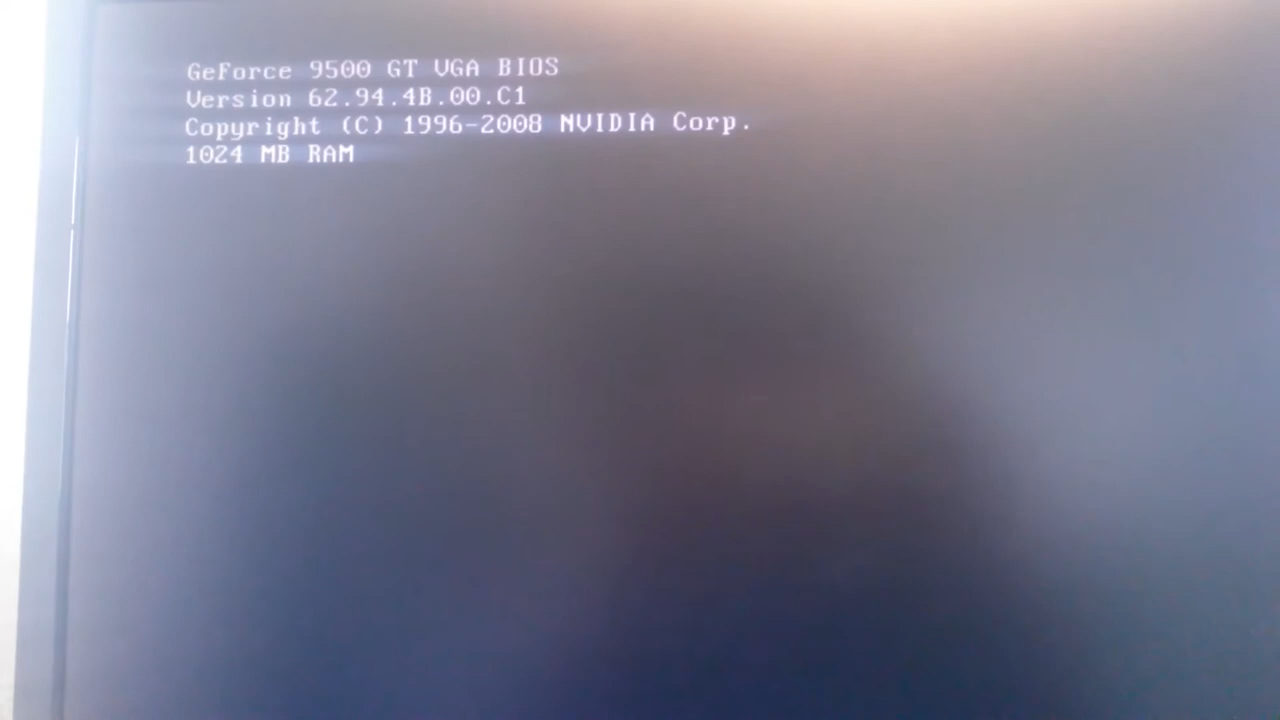 GeForce 9500 GT VGA BIOS
Version 62.94.4B.00.C1
Copyright (C) 1996-2008 NVIDIA Corp.
1024 MB RAM